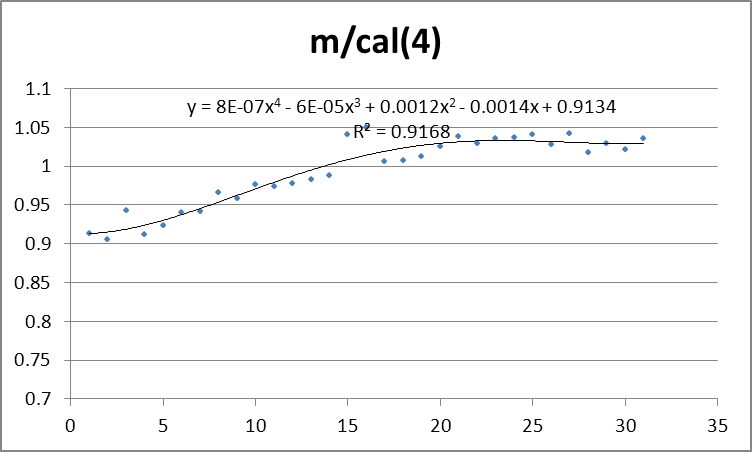 m/cal(4)
y = 8E-07x⁴ - 6E-05x³ + 0.0012x² - 0.0014x + 0.9134
R² = 0.9168
1.1
1.05
1
0.95
0.9
0.85
0.8
0.75
0.7
0 5 10 15 20 25 30 35